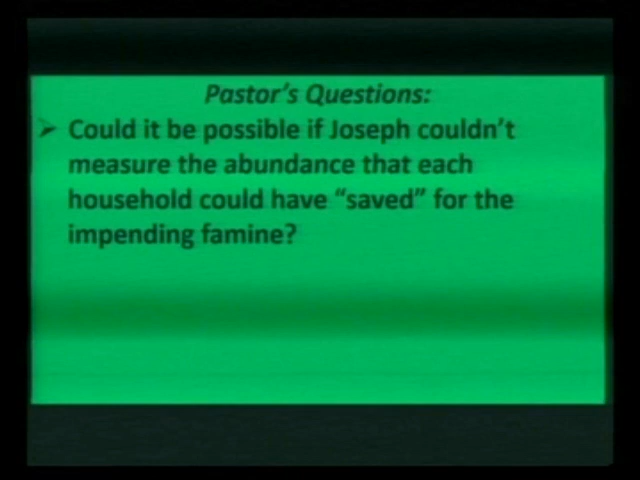 Pastor's Questions:
➢ Could it be possible if Joseph couldn't
measure the abundance that each
household could have “saved” for the
impending famine?